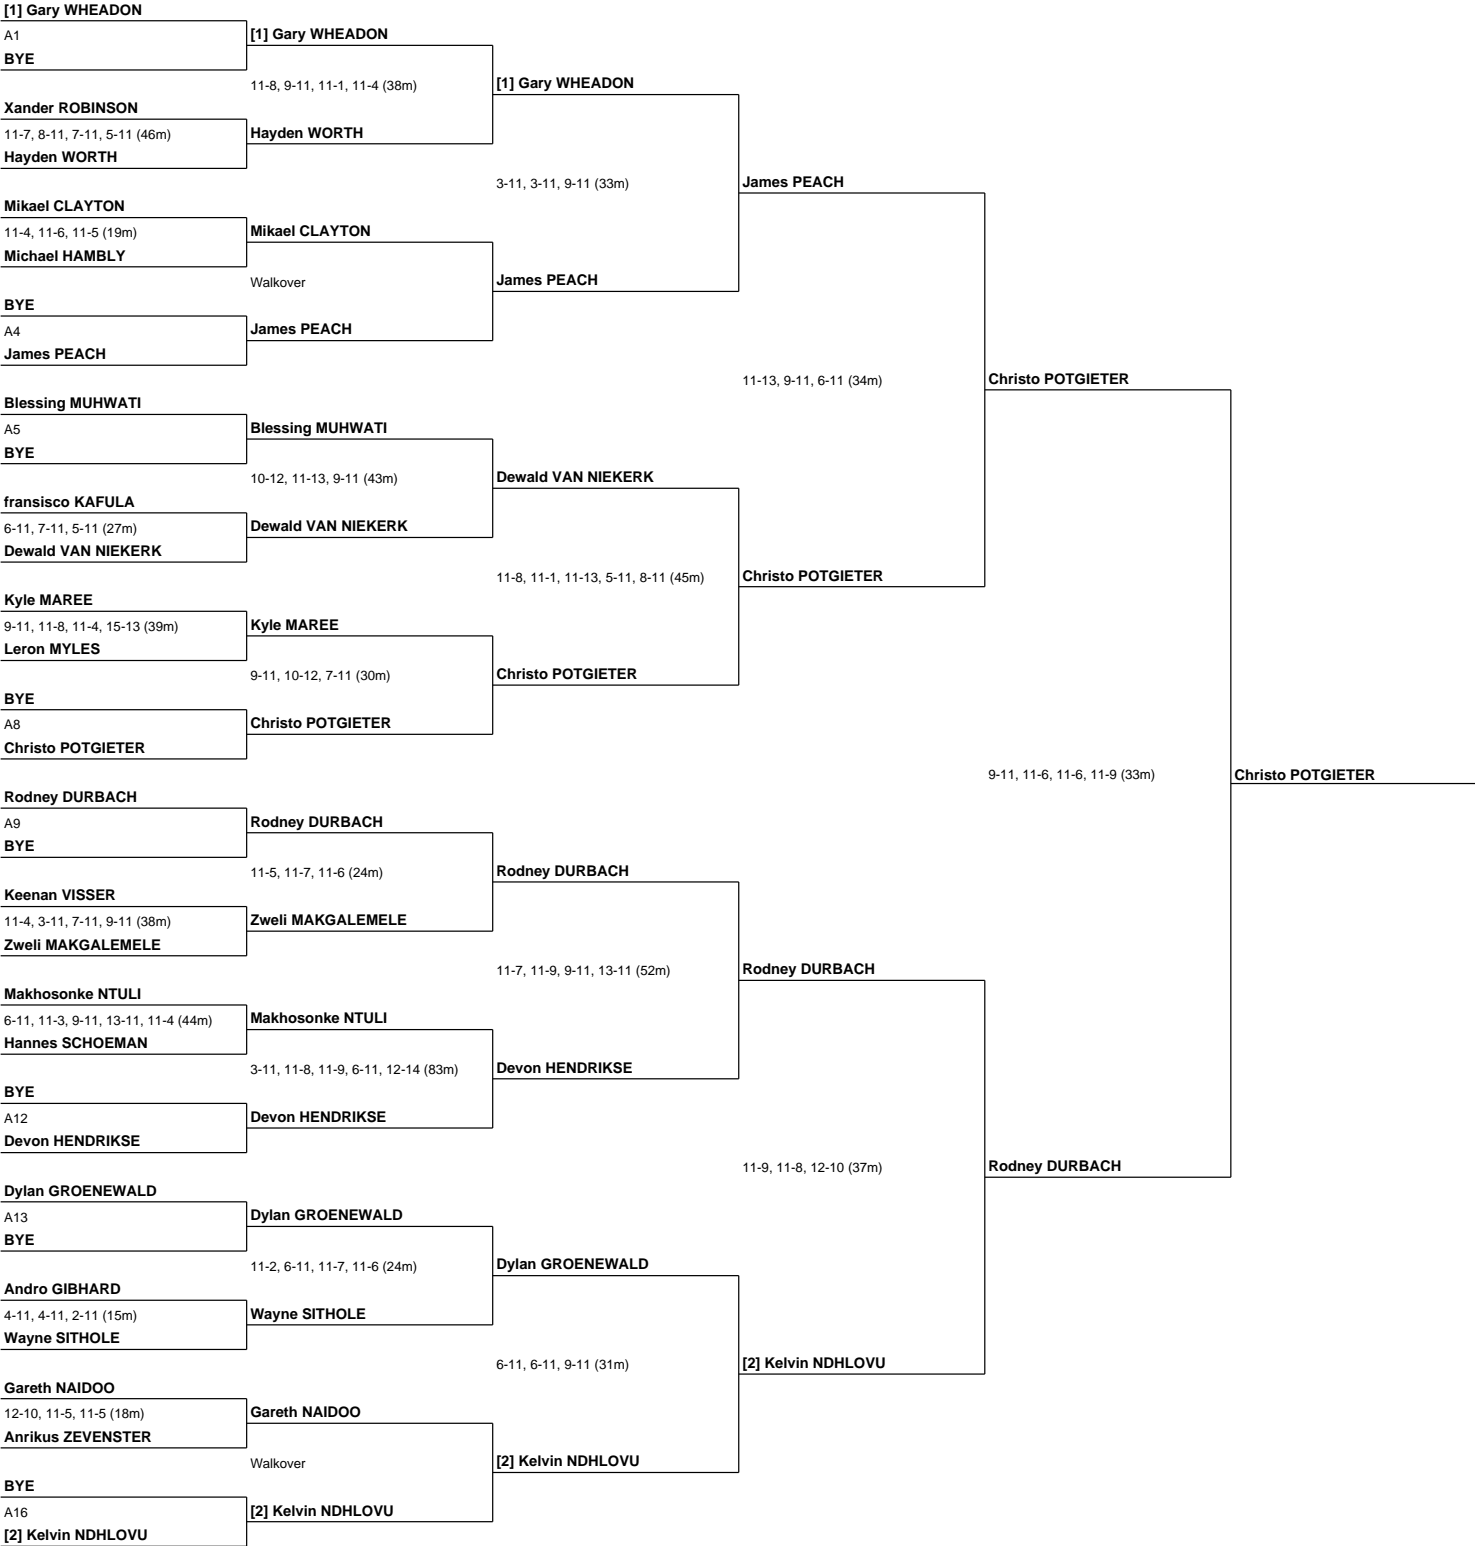 [1] Gary WHEADON
A1
BYE
Xander ROBINSON
11-7, 8-11, 7-11, 5-11 (46m)
Hayden WORTH
Mikael CLAYTON
11-4, 11-6, 11-5 (19m)
Michael HAMBLY
BYE
A4
James PEACH
Blessing MUHWATI
A5
BYE
fransisco KAFULA
6-11, 7-11, 5-11 (27m)
Dewald VAN NIEKERK
Kyle MAREE
9-11, 11-8, 11-4, 15-13 (39m)
Leron MYLES
BYE
A8
Christo POTGIETER
Rodney DURBACH
A9
BYE
Keenan VISSER
11-4, 3-11, 7-11, 9-11 (38m)
Zweli MAKGALEMELE
Makhosonke NTULI
6-11, 11-3, 9-11, 13-11, 11-4 (44m)
Hannes SCHOEMAN
BYE
A12
Devon HENDRIKSE
Dylan GROENEWALD
A13
BYE
Andro GIBHARD
4-11, 4-11, 2-11 (15m)
Wayne SITHOLE
Gareth NAIDOO
12-10, 11-5, 11-5 (18m)
Anrikus ZEVENSTER
BYE
A16
[2] Kelvin NDHLOVU
[1] Gary WHEADON
11-8, 9-11, 11-1, 11-4 (38m)
Hayden WORTH
Mikael CLAYTON
Walkover
James PEACH
Blessing MUHWATI
10-12, 11-13, 9-11 (43m)
Dewald VAN NIEKERK
Kyle MAREE
9-11, 10-12, 7-11 (30m)
Christo POTGIETER
Rodney DURBACH
11-5, 11-7, 11-6 (24m)
Zweli MAKGALEMELE
Makhosonke NTULI
3-11, 11-8, 11-9, 6-11, 12-14 (83m)
Devon HENDRIKSE
Dylan GROENEWALD
11-2, 6-11, 11-7, 11-6 (24m)
Wayne SITHOLE
Gareth NAIDOO
Walkover
[2] Kelvin NDHLOVU
[1] Gary WHEADON
3-11, 3-11, 9-11 (33m)
James PEACH
Dewald VAN NIEKERK
11-8, 11-1, 11-13, 5-11, 8-11 (45m)
Christo POTGIETER
Rodney DURBACH
11-7, 11-9, 9-11, 13-11 (52m)
Devon HENDRIKSE
Dylan GROENEWALD
6-11, 6-11, 9-11 (31m)
[2] Kelvin NDHLOVU
James PEACH
11-13, 9-11, 6-11 (34m)
Christo POTGIETER
Rodney DURBACH
11-9, 11-8, 12-10 (37m)
[2] Kelvin NDHLOVU
Christo POTGIETER
9-11, 11-6, 11-6, 11-9 (33m)
Rodney DURBACH
Christo POTGIETER